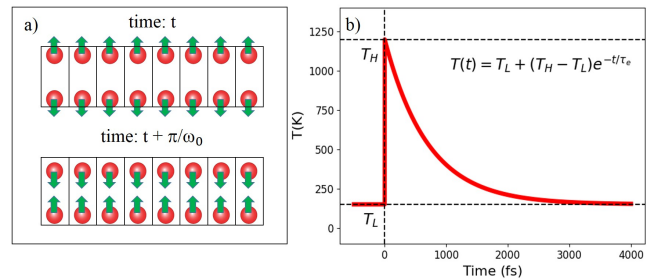 a)
time: t
time: t + π/ω₀
b)
T(K)
1250
1000
750
500
250
0
T_H
T_L
T(t) = T_L + (T_H − T_L)e^{−t/τ_e}
0
1000
2000
3000
4000
Time (fs)